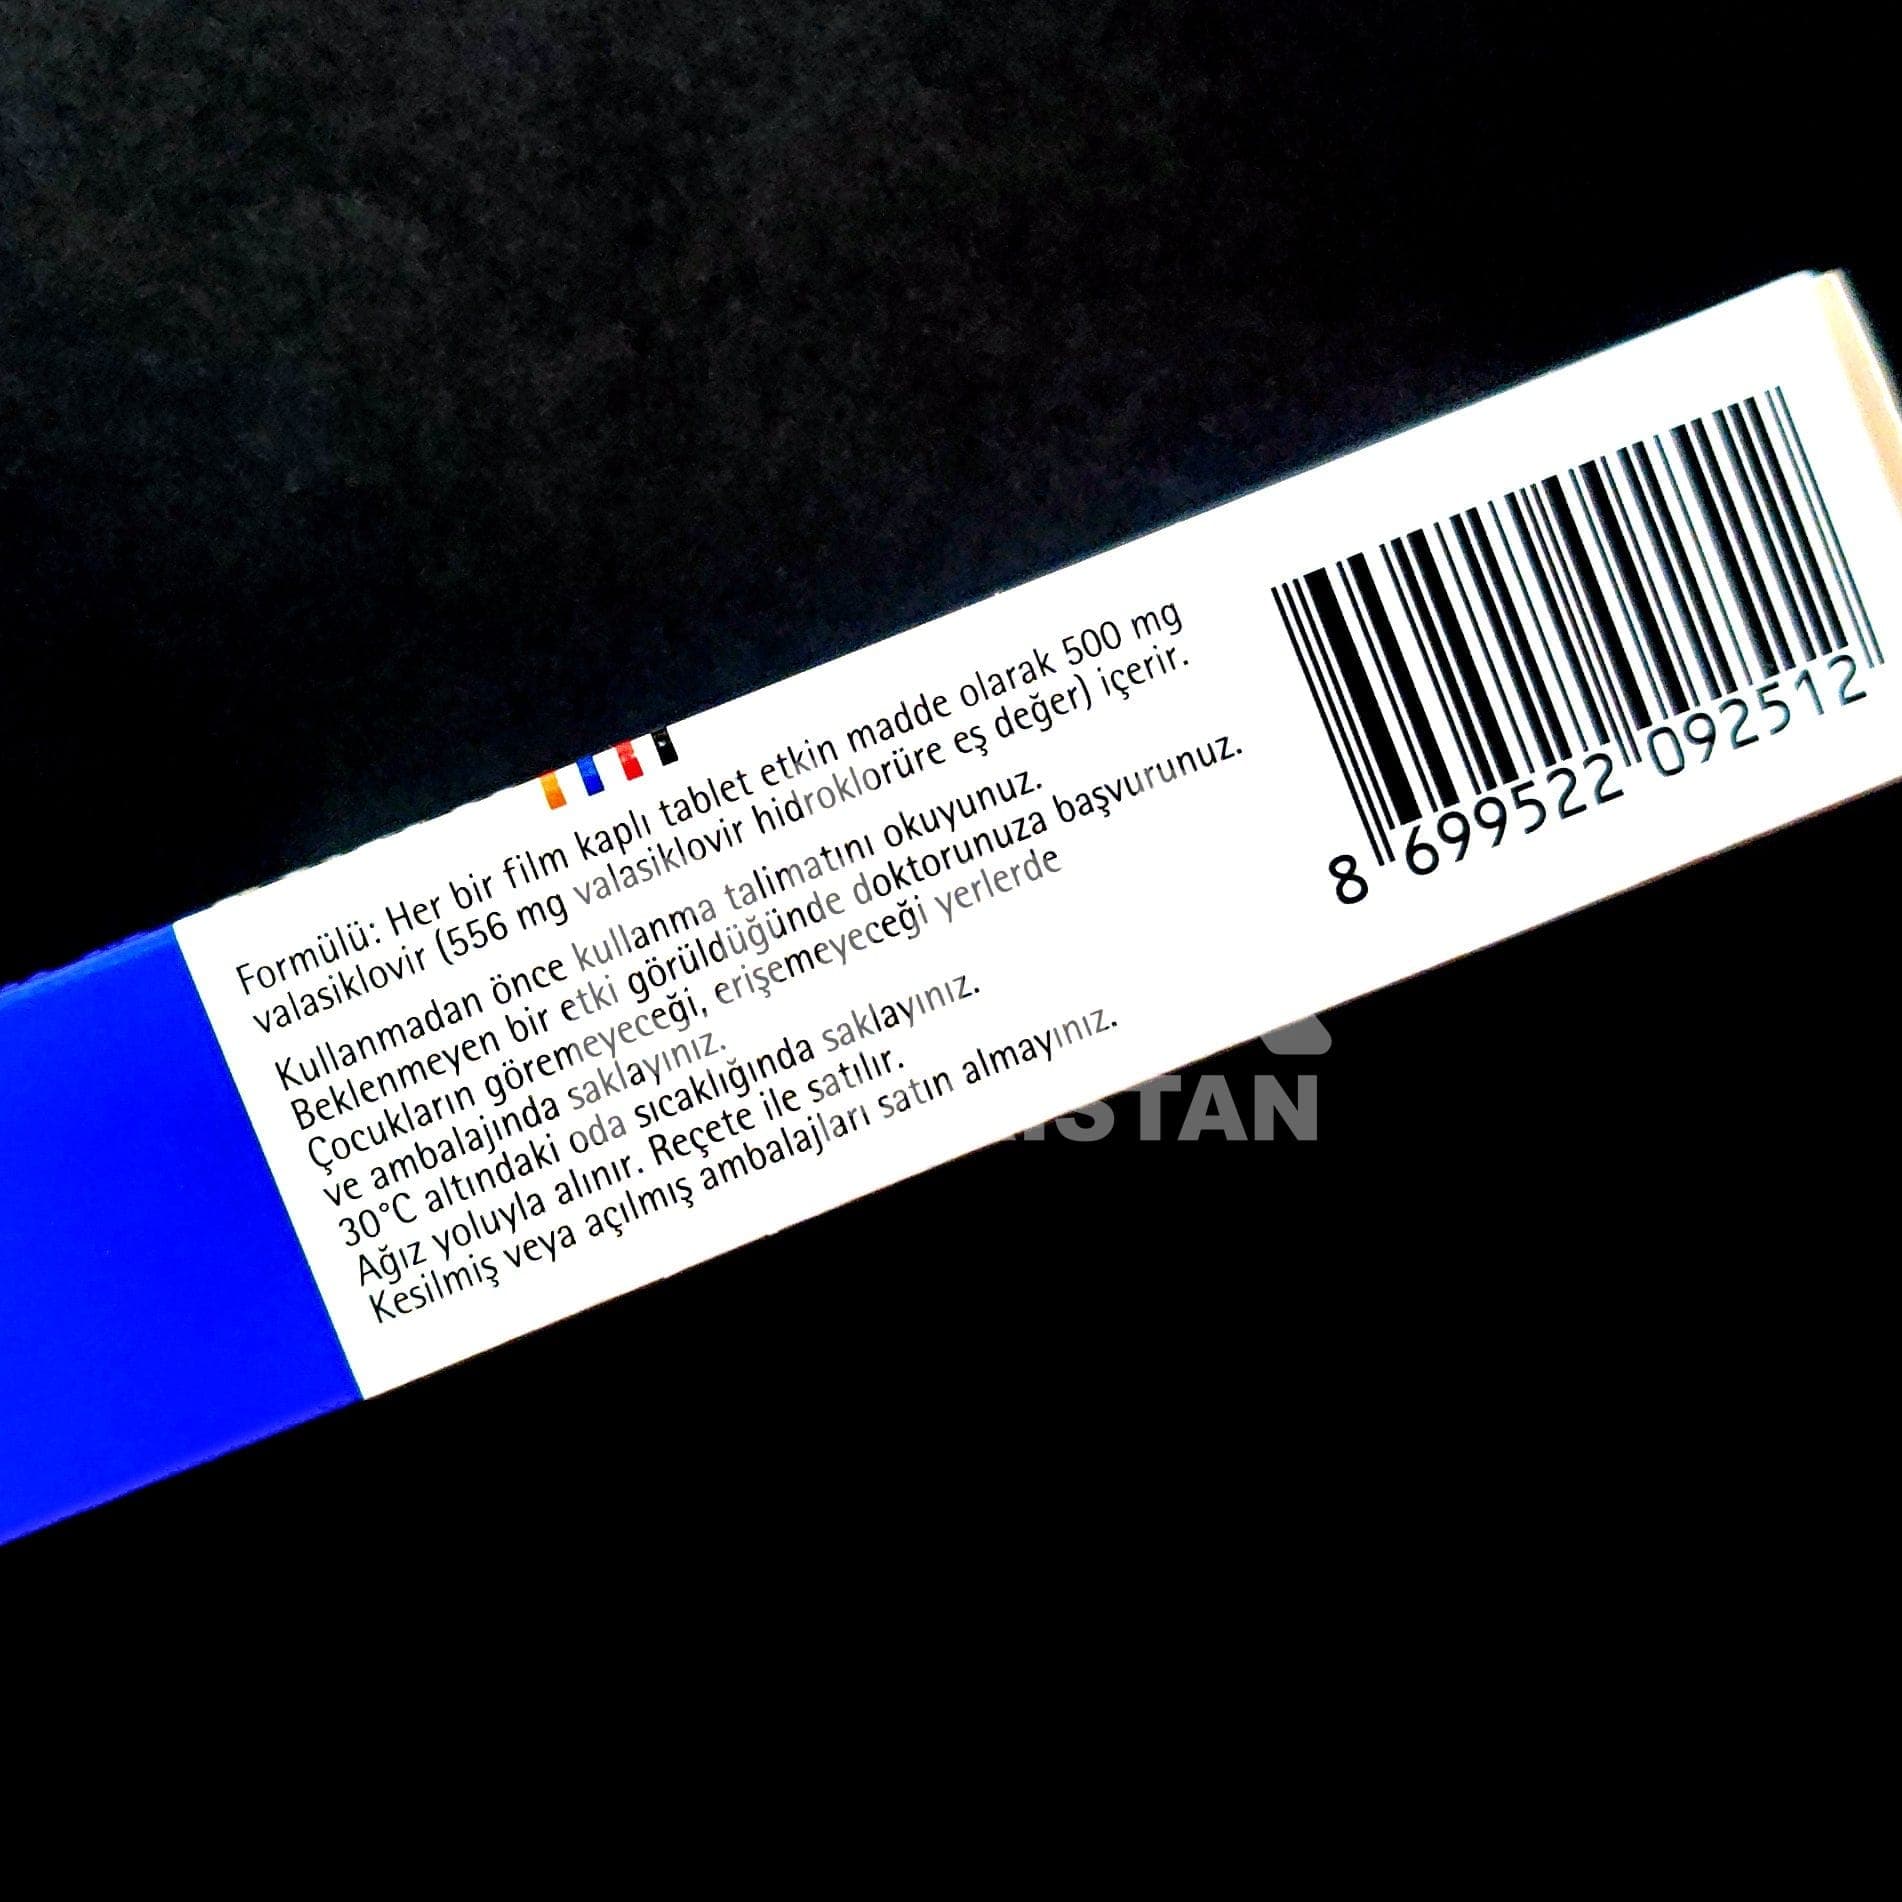 Formülü: Her bir film kaplı tablet etkin madde olarak 500 mg
valasiklovir (556 mg valasiklovir hidroklorüre eş değer) içerir.
Kullanmadan önce kullanma talimatını okuyunuz.
Beklenmeyen bir etki görüldüğünde doktorunuza başvurunuz.
Çocukların göremeyeceği, erişemeyeceği yerlerde
ve ambalajında saklayınız.
30°C altındaki oda sıcaklığında saklayınız.
Ağız yoluyla alınır. Reçete ile satılır.
Kesilmiş veya açılmış ambalajları satın almayınız.
8 699522 092512